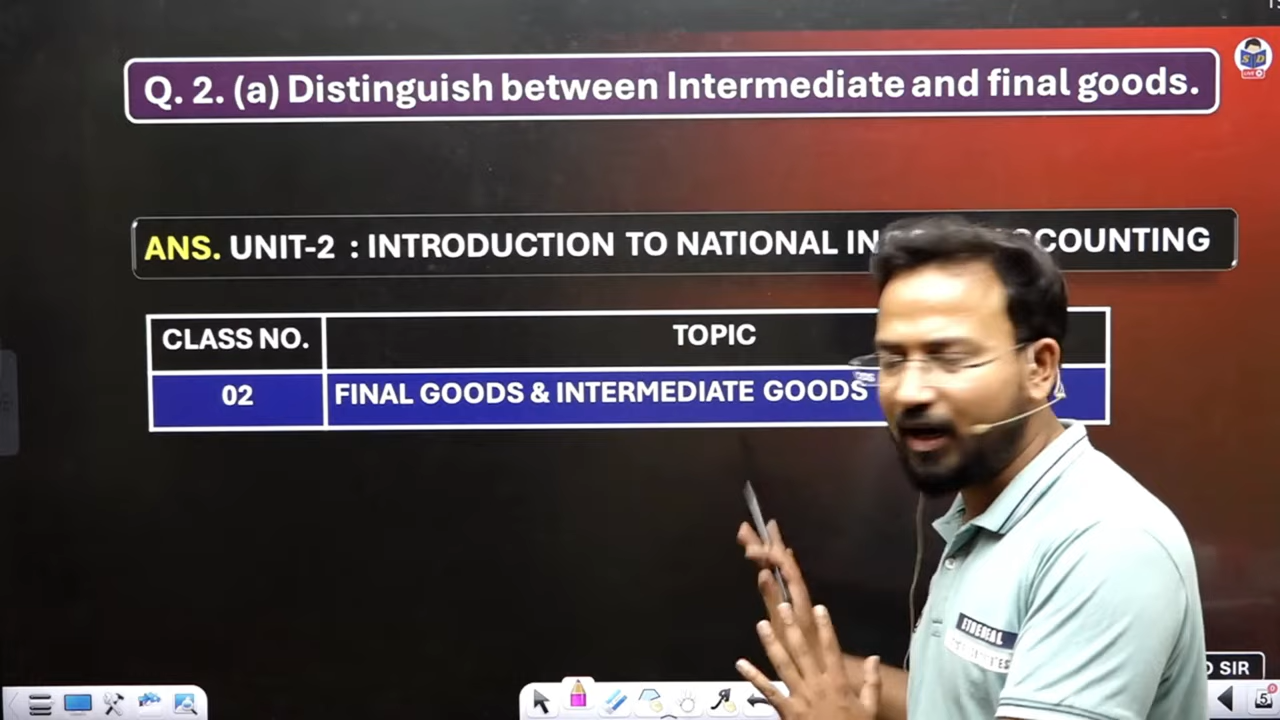 Q. 2. (a) Distinguish between Intermediate and final goods.
ANS. UNIT-2 : INTRODUCTION TO NATIONAL IN
CLASS NO. TOPIC
02 FINAL GOODS & INTERMEDIATE GOODS
ETHEREAL
SIR